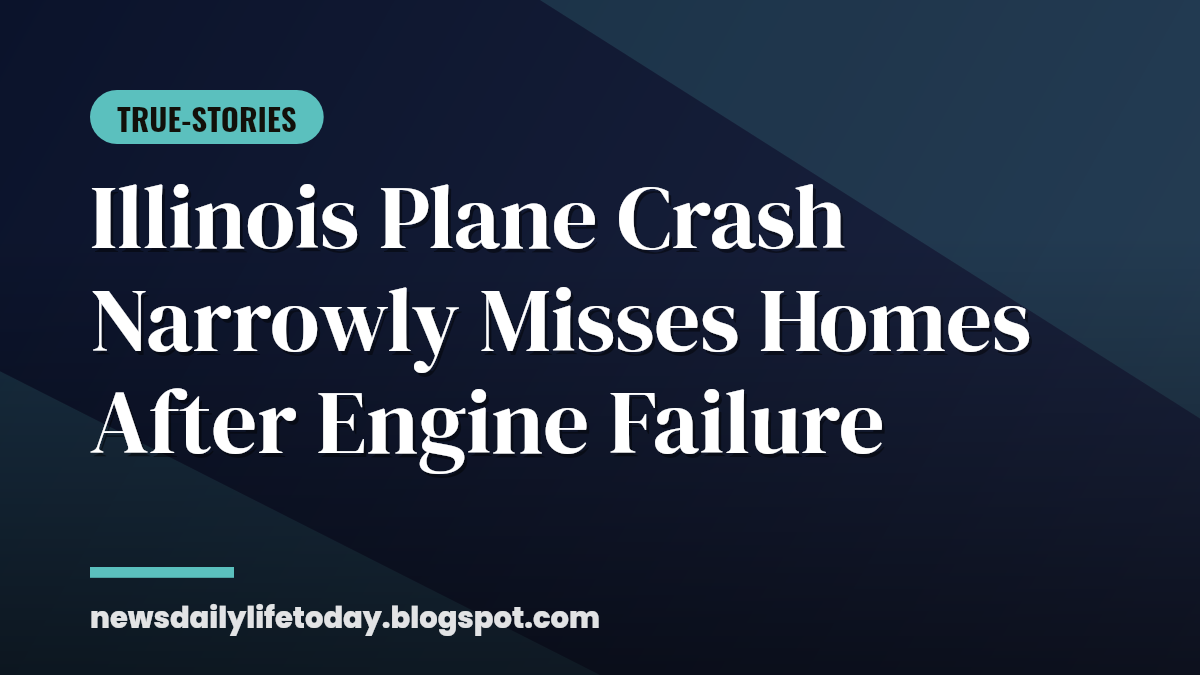 TRUE-STORIES
Illinois Plane Crash
Narrowly Misses Homes
After Engine Failure
newsdailylifetoday.blogspot.com